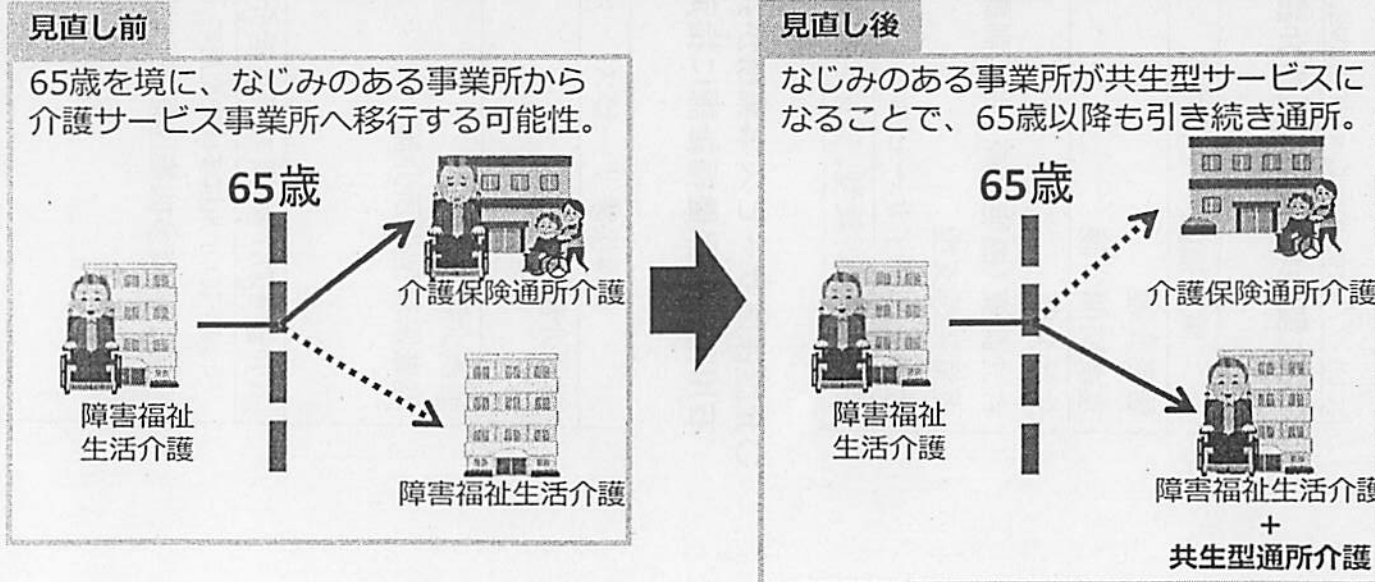 見直し前
65歳を境に、なじみのある事業所から
介護サービス事業所へ移行する可能性。
65歳
介護保険通所介護
障害福祉
生活介護
障害福祉生活介護
見直し後
なじみのある事業所が共生型サービスに
なることで、65歳以降も引き続き通所。
65歳
介護保険通所介護
障害福祉
生活介護
障害福祉生活介護
+
共生型通所介護